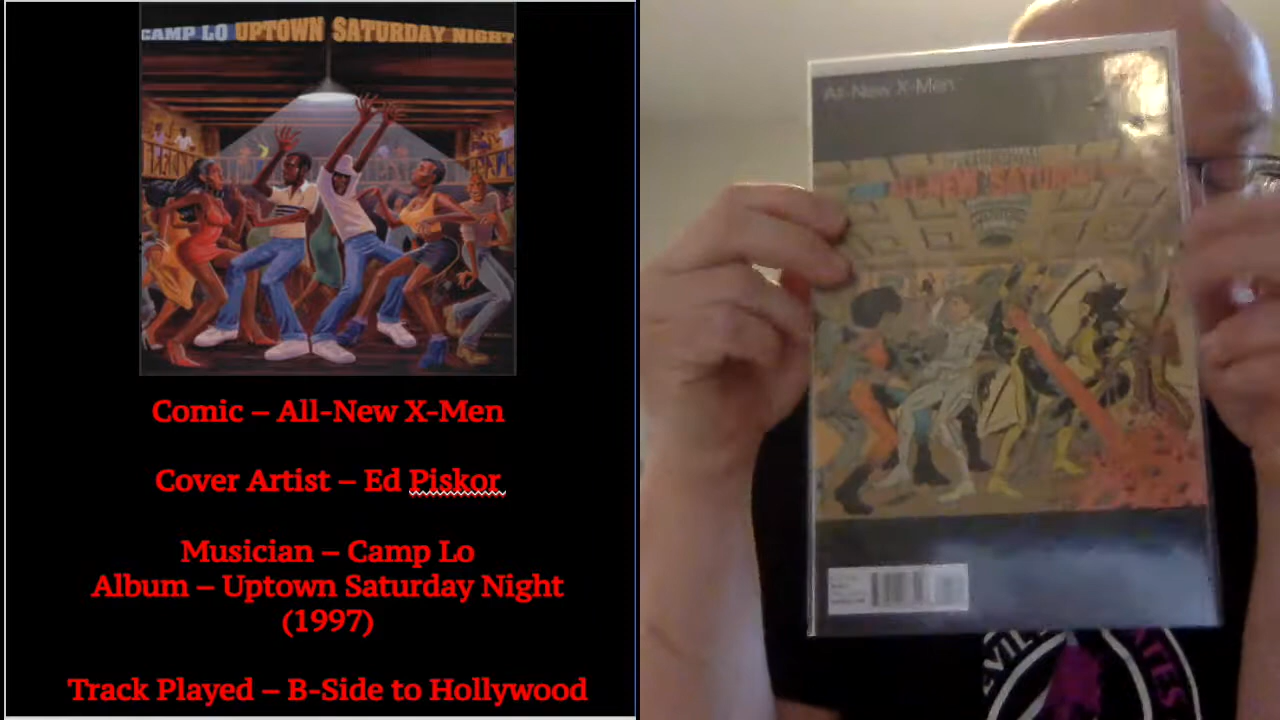 CAMP LO UPTOWN SATURDAY NIGHT
Comic – All-New X-Men
Cover Artist – Ed Piskor
Musician – Camp Lo
Album – Uptown Saturday Night
(1997)
Track Played – B-Side to Hollywood
All-New X-Men
ALL-NEW SATURDAY